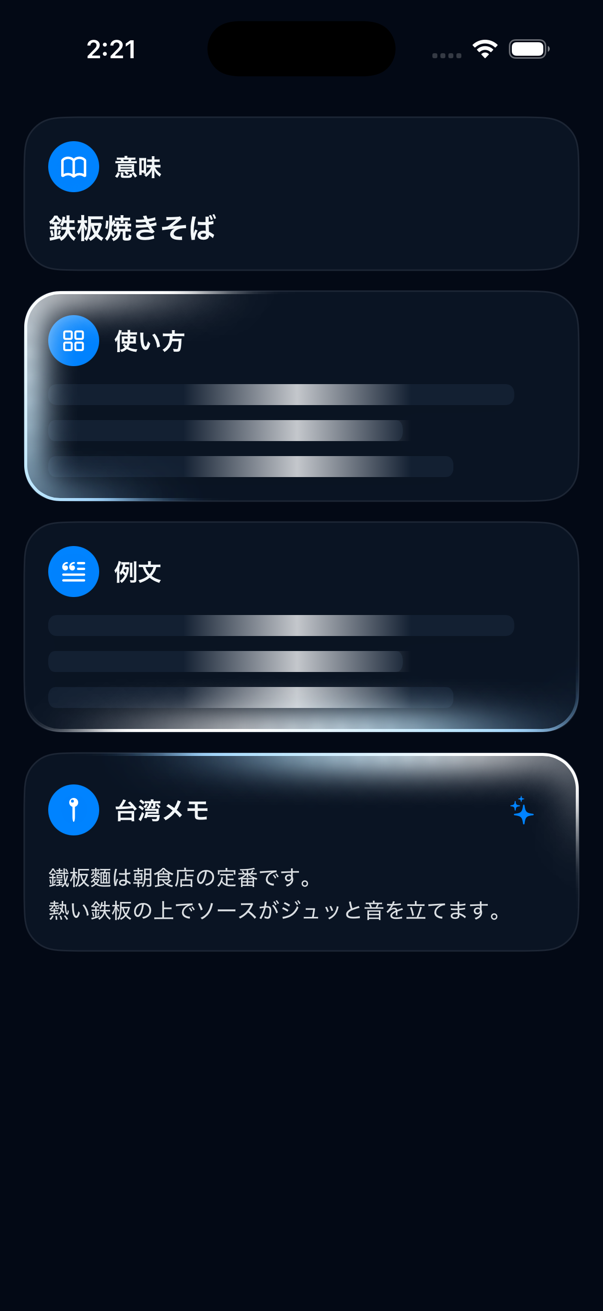 2:21
意味
鉄板焼きそば
使い方
例文
台湾メモ
鐵板麵は朝食店の定番です。
熱い鉄板の上でソースがジュッと音を立てます。